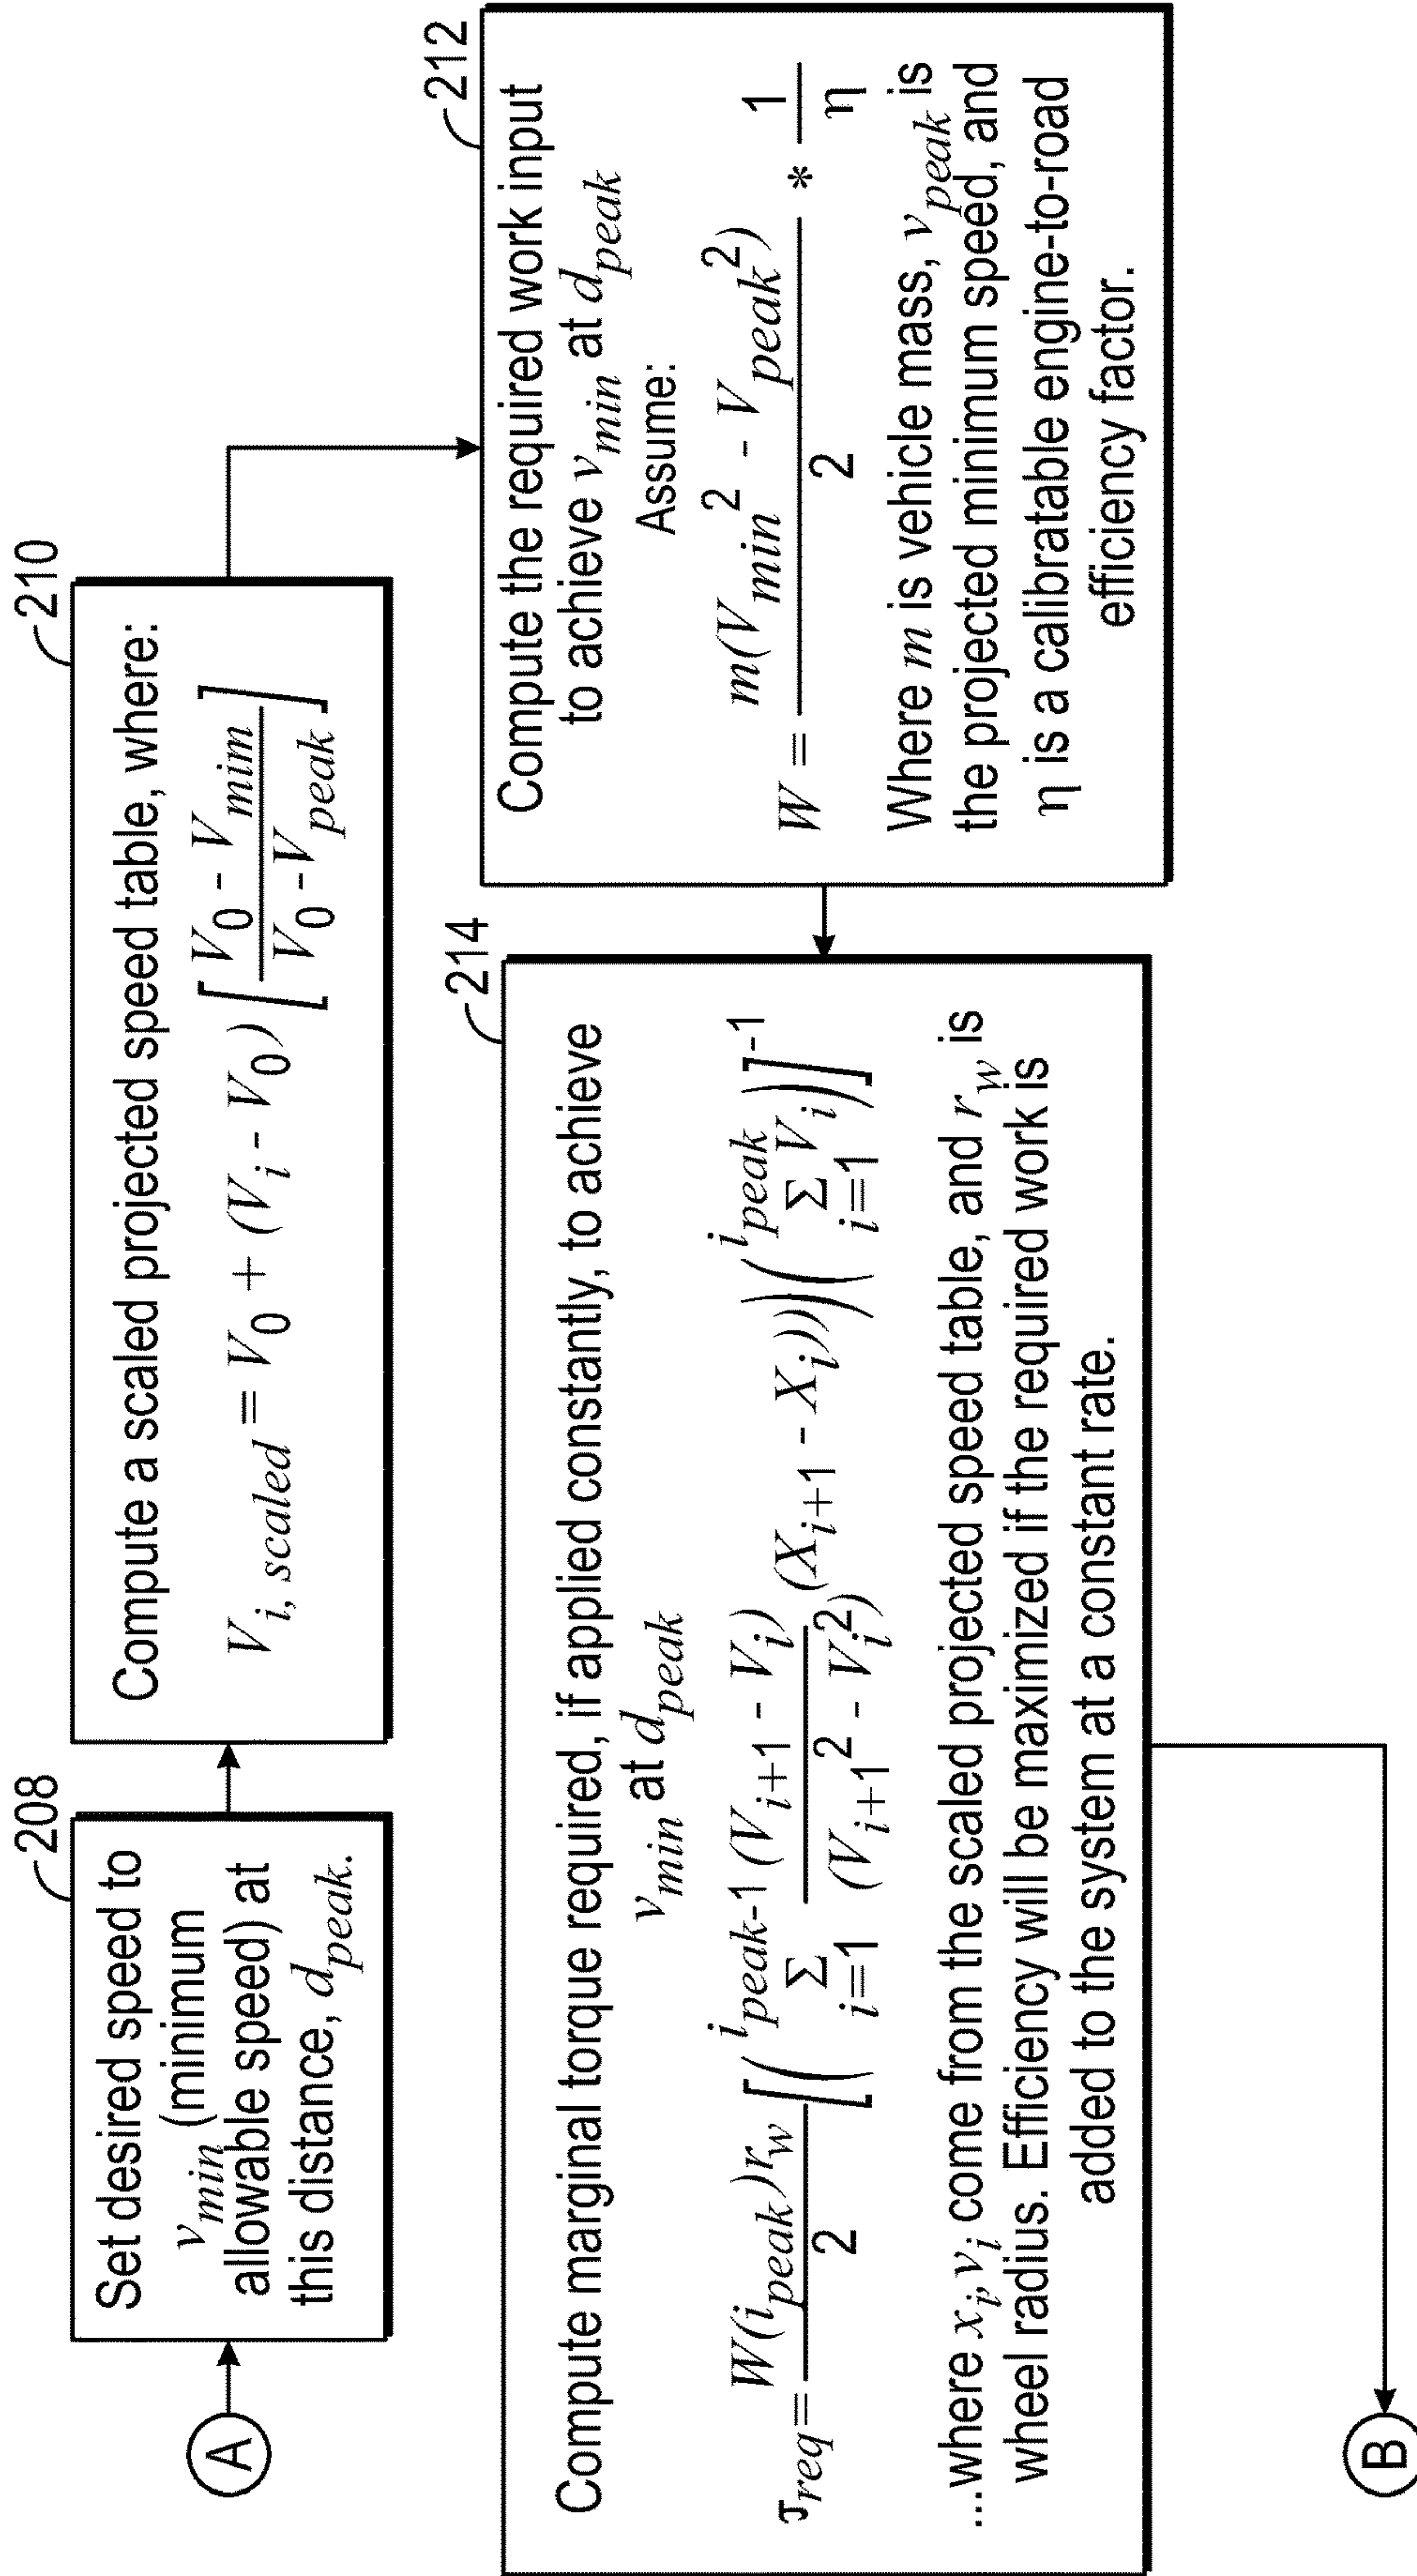 A
208
Set desired speed to
v_min (minimum
allowable speed) at
this distance, d_peak.
210
Compute a scaled projected speed table, where:
V_i, scaled = V_0 + (V_i - V_0) [ (V_0 - V_mim) / (V_0 - V_peak) ]
212
Compute the required work input
to achieve v_min at d_peak
Assume:
W = m(V_min^2 - V_peak^2) / 2 * 1 / η
Where m is vehicle mass, v_peak is
the projected minimum speed, and
η is a calibratable engine-to-road
efficiency factor.
214
Compute marginal torque required, if applied constantly, to achieve
v_min at d_peak
τ_req = W(i_peak)r_w / 2 [( Σ_{i=1}^{i_peak-1} (V_i+1 - V_i) / (V_i+1^2 - V_i^2) (X_i+1 - X_i)))( Σ_{i=1}^{i_peak} V_i)]^-1
...where x_i, v_i come from the scaled projected speed table, and r_w is
wheel radius. Efficiency will be maximized if the required work is
added to the system at a constant rate.
B